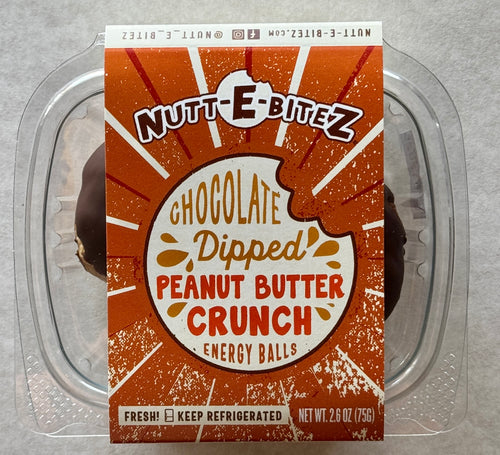 @NUTT_E_BITEZ NUTT-E-BITEZ.COM
NUTT-E-BITEZ
CHOCOLATE
Dipped
PEANUT BUTTER
CRUNCH
ENERGY BALLS
FRESH! KEEP REFRIGERATED
NET WT. 2.6 OZ (75G)